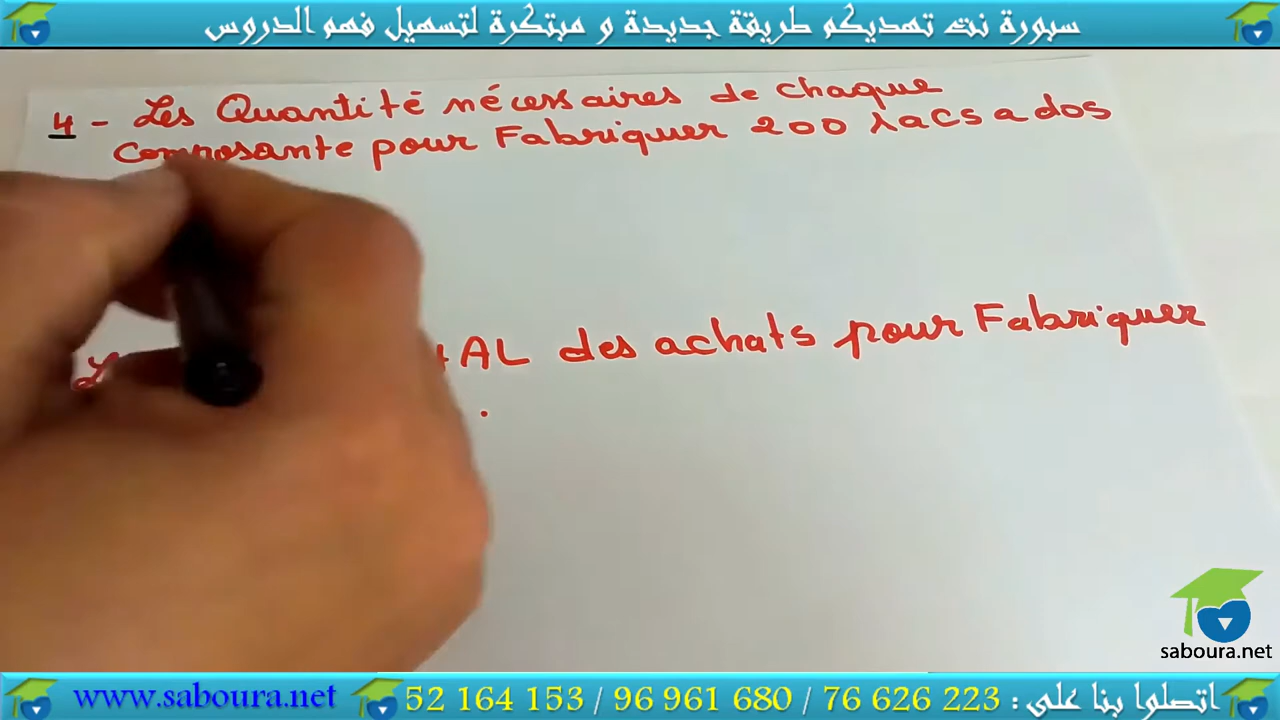 سبورة نت تهديكم طريقة جديدة و مبتكرة لتسهيل فهم الدروس
4 - Les Quantité nécessaires de chaque
composante pour Fabriquer 200 sacs a dos
AL des achats pour Fabriquer
saboura.net
www.saboura.net 52 164 153 / 96 961 680 / 76 626 223 : اتصلوا بنا على